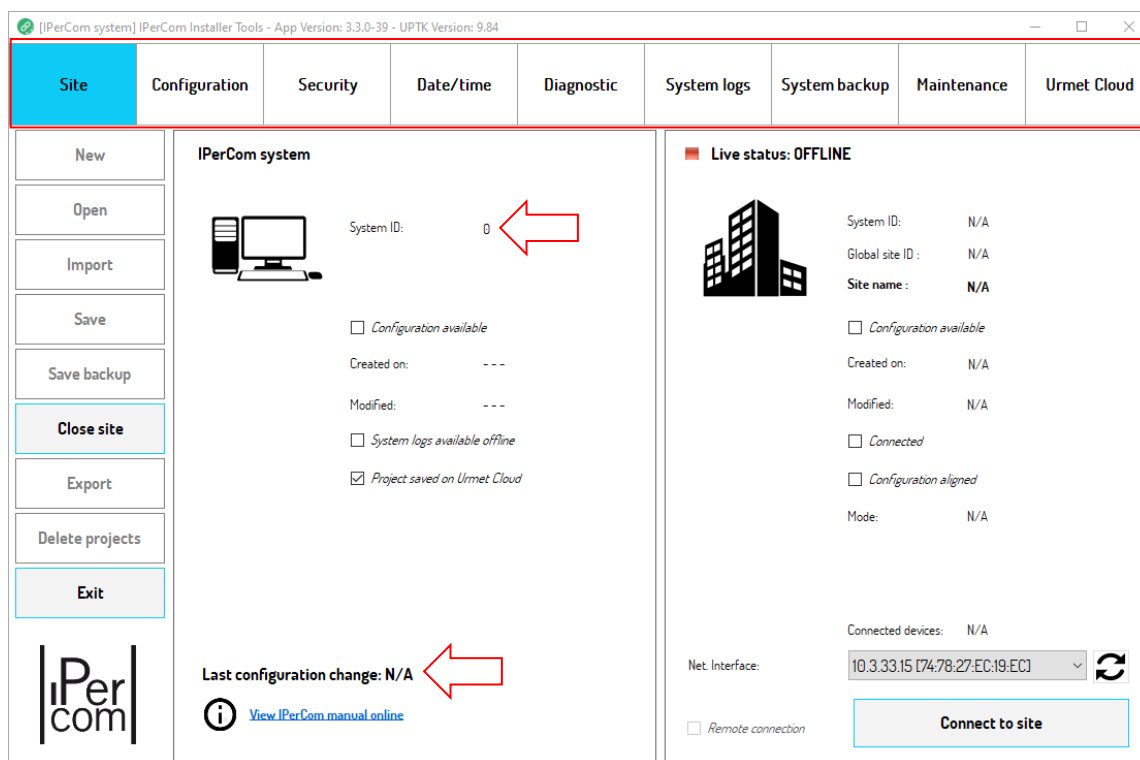 [IPerCom system] IPerCom Installer Tools - App Version: 3.3.0-39 - UPTK Version: 9.84
Site Configuration Security Date/time Diagnostic System logs System backup Maintenance Urmet Cloud
New
Open
Import
Save
Save backup
Close site
Export
Delete projects
Exit
iPer
com
IPerCom system
System ID: 0
Configuration available
Created on: ---
Modified: ---
System logs available offline
Project saved on Urmet Cloud
Last configuration change: N/A
View IPerCom manual online
Live status: OFFLINE
System ID: N/A
Global site ID : N/A
Site name : N/A
Configuration available
Created on: N/A
Modified: N/A
Connected
Configuration aligned
Mode: N/A
Connected devices: N/A
Net. Interface: 10.3.33.15 [74:78:27:EC:19:EC]
Remote connection
Connect to site